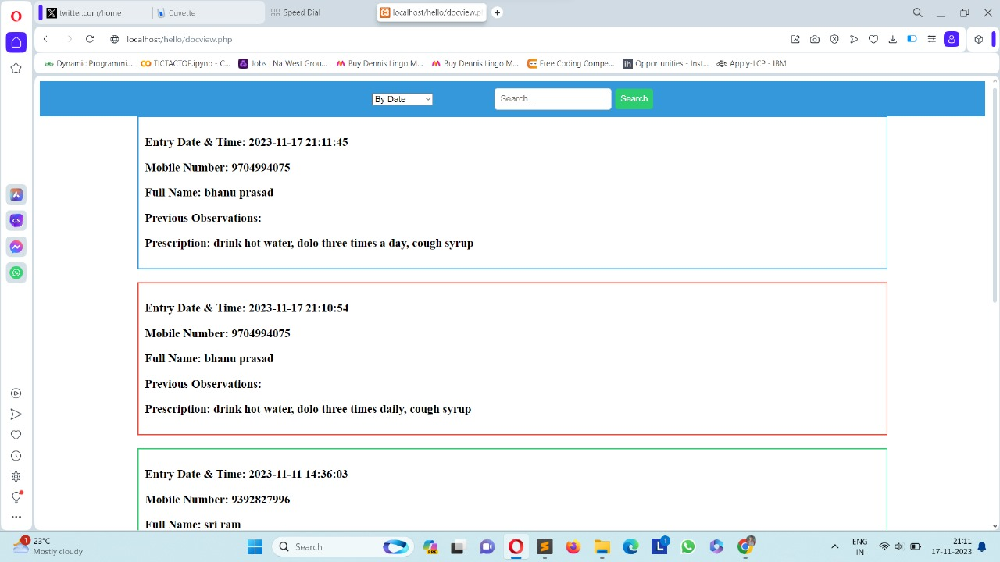 twitter.com/home
Cuvette
Speed Dial
localhost/hello/docview.p
localhost/hello/docview.php
Dynamic Programmi...
TICTACTOE.ipynb - C...
Jobs | NatWest Grou...
Buy Dennis Lingo M...
Buy Dennis Lingo M...
Free Coding Compe...
ih
Opportunities - Inst...
Apply-LCP - IBM
By Date
Search...
Search
Entry Date & Time: 2023-11-17 21:11:45
Mobile Number: 9704994075
Full Name: bhanu prasad
Previous Observations:
Prescription: drink hot water, dolo three times a day, cough syrup
Entry Date & Time: 2023-11-17 21:10:54
Mobile Number: 9704994075
Full Name: bhanu prasad
Previous Observations:
Prescription: drink hot water, dolo three times daily, cough syrup
Entry Date & Time: 2023-11-11 14:36:03
Mobile Number: 9392827996
Full Name: sri ram
CS
1
23°C
Mostly cloudy
Search
PRE
L
1
ENG
IN
21:11
17-11-2023